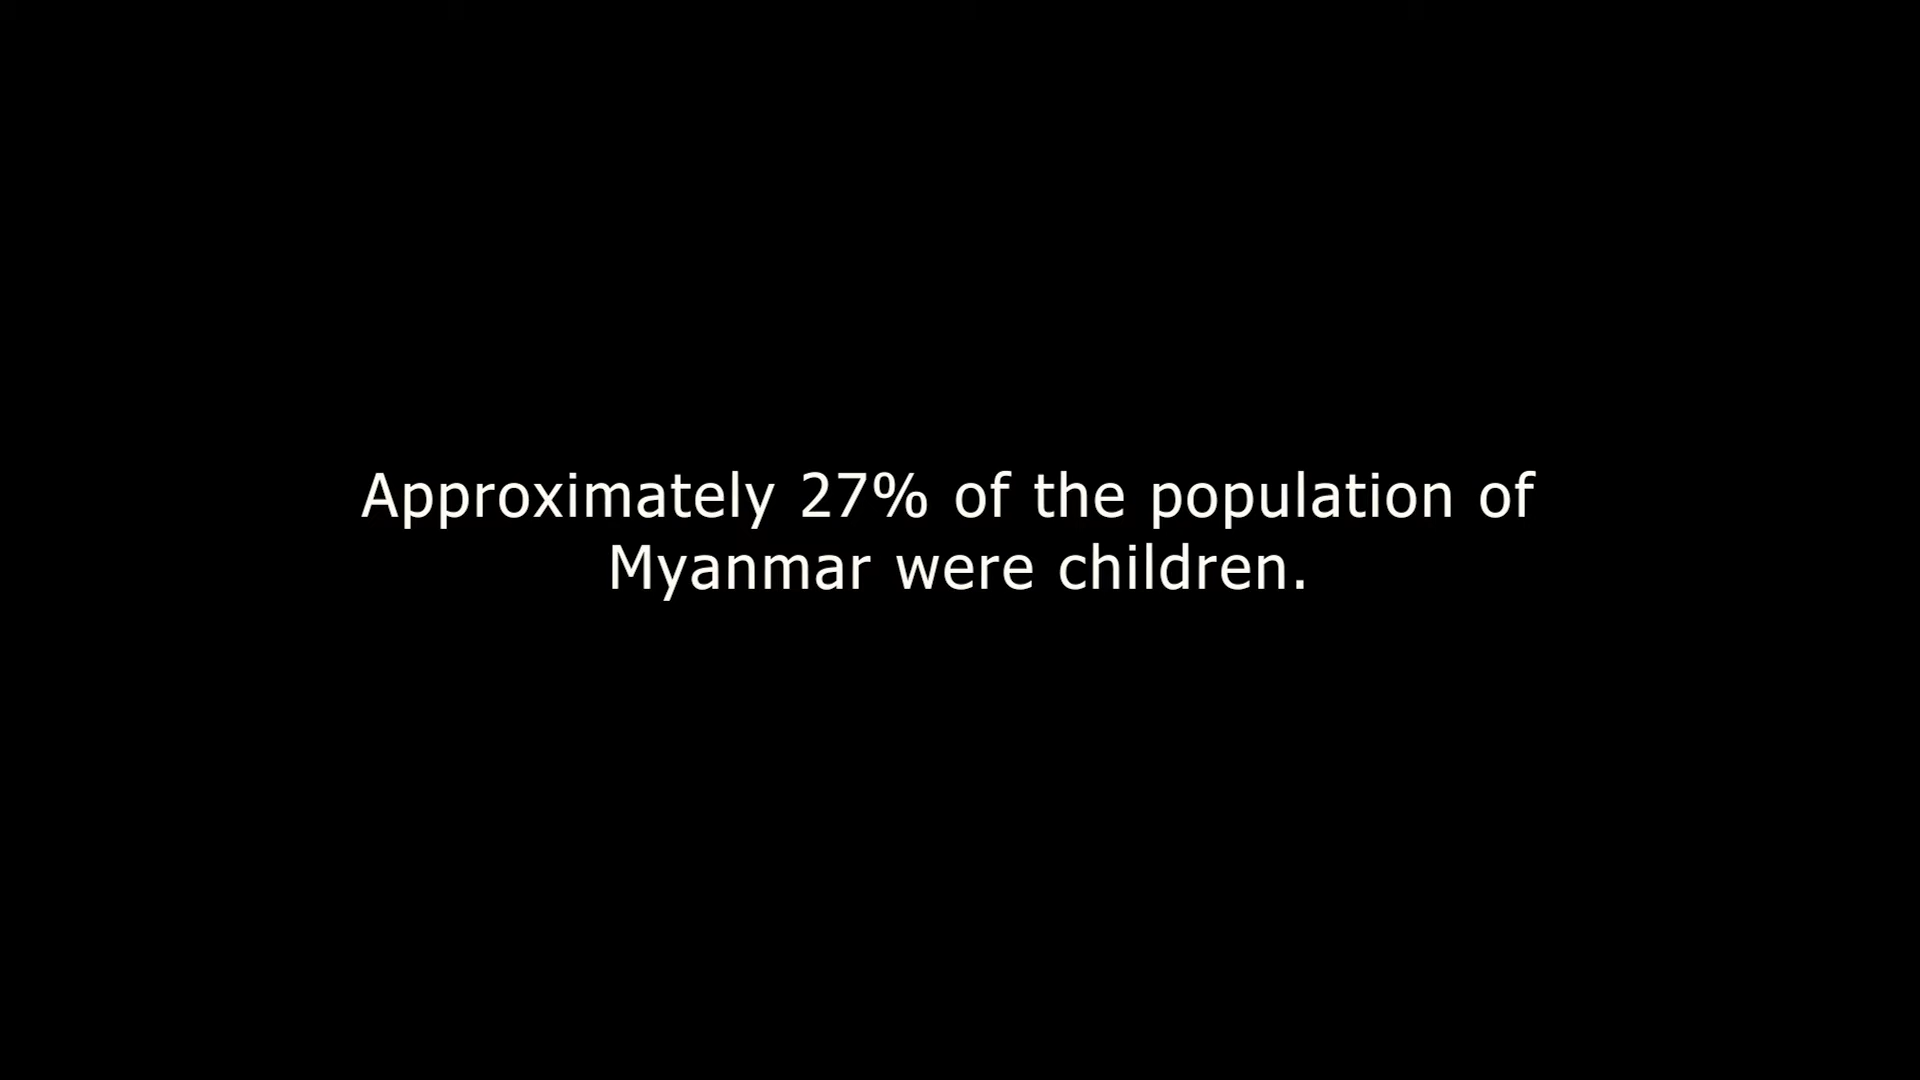 Approximately 27% of the population of
Myanmar were children.